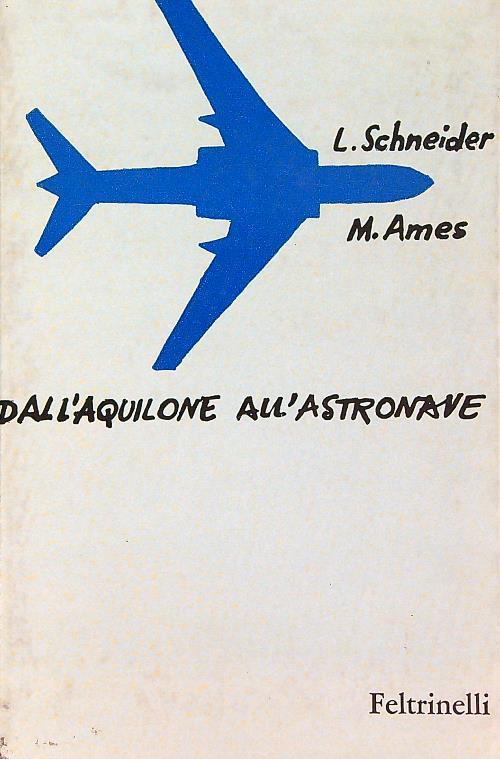 L. Schneider
M. Ames
DALL'AQUILONE ALL'ASTRONAVE
Feltrinelli